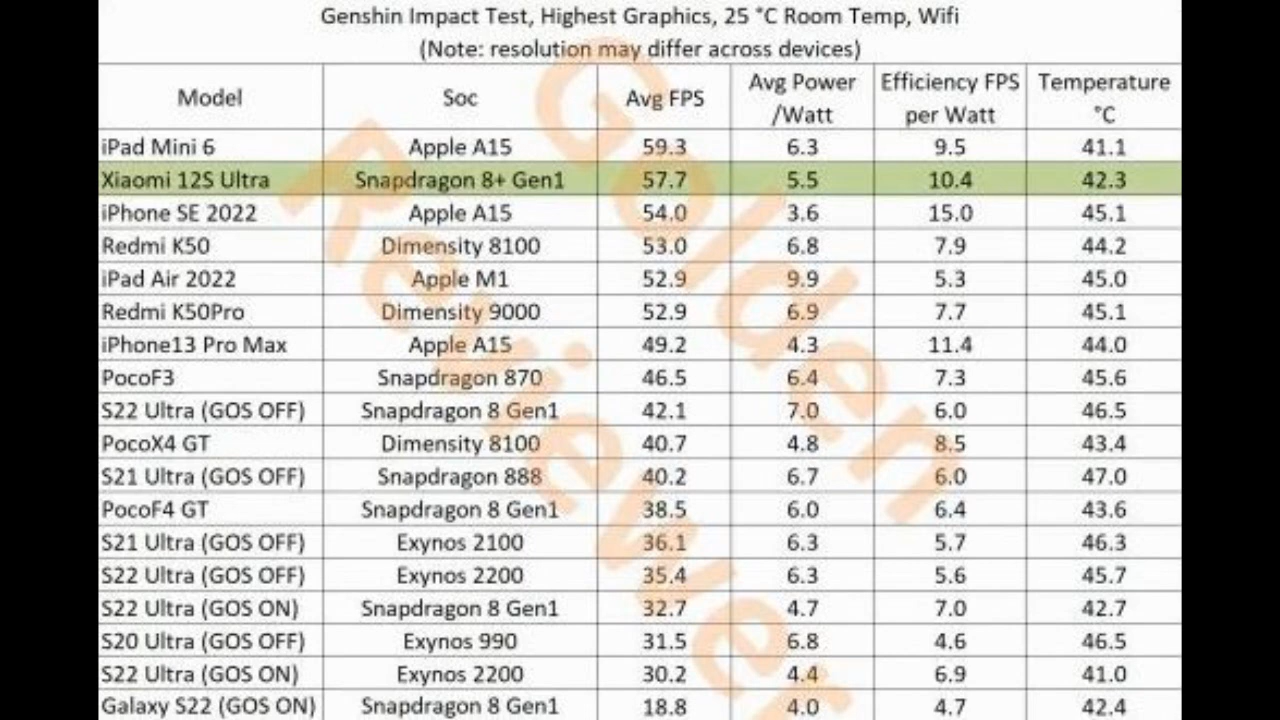 Genshin Impact Test, Highest Graphics, 25 °C Room Temp, Wifi
(Note: resolution may differ across devices)
Model Soc Avg FPS Avg Power /Watt Efficiency FPS per Watt Temperature °C
iPad Mini 6 Apple A15 59.3 6.3 9.5 41.1
Xiaomi 12S Ultra Snapdragon 8+ Gen1 57.7 5.5 10.4 42.3
iPhone SE 2022 Apple A15 54.0 3.6 15.0 45.1
Redmi K50 Dimensity 8100 53.0 6.8 7.9 44.2
iPad Air 2022 Apple M1 52.9 9.9 5.3 45.0
Redmi K50Pro Dimensity 9000 52.9 6.9 7.7 45.1
iPhone13 Pro Max Apple A15 49.2 4.3 11.4 44.0
PocoF3 Snapdragon 870 46.5 6.4 7.3 45.6
S22 Ultra (GOS OFF) Snapdragon 8 Gen1 42.1 7.0 6.0 46.5
PocoX4 GT Dimensity 8100 40.7 4.8 8.5 43.4
S21 Ultra (GOS OFF) Snapdragon 888 40.2 6.7 6.0 47.0
PocoF4 GT Snapdragon 8 Gen1 38.5 6.0 6.4 43.6
S21 Ultra (GOS OFF) Exynos 2100 36.1 6.3 5.7 46.3
S22 Ultra (GOS OFF) Exynos 2200 35.4 6.3 5.6 45.7
S22 Ultra (GOS ON) Snapdragon 8 Gen1 32.7 4.7 7.0 42.7
S20 Ultra (GOS OFF) Exynos 990 31.5 6.8 4.6 46.5
S22 Ultra (GOS ON) Exynos 2200 30.2 4.4 6.9 41.0
Galaxy S22 (GOS ON) Snapdragon 8 Gen1 18.8 4.0 4.7 42.4
Golden
Reviewer